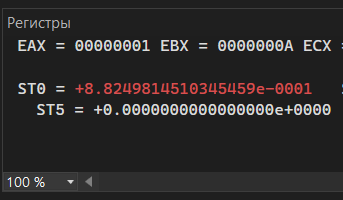 Регистры
EAX = 00000001 EBX = 0000000A ECX =
ST0 = +8.8249814510345459e-0001
ST5 = +0.0000000000000000e+0000
100 %